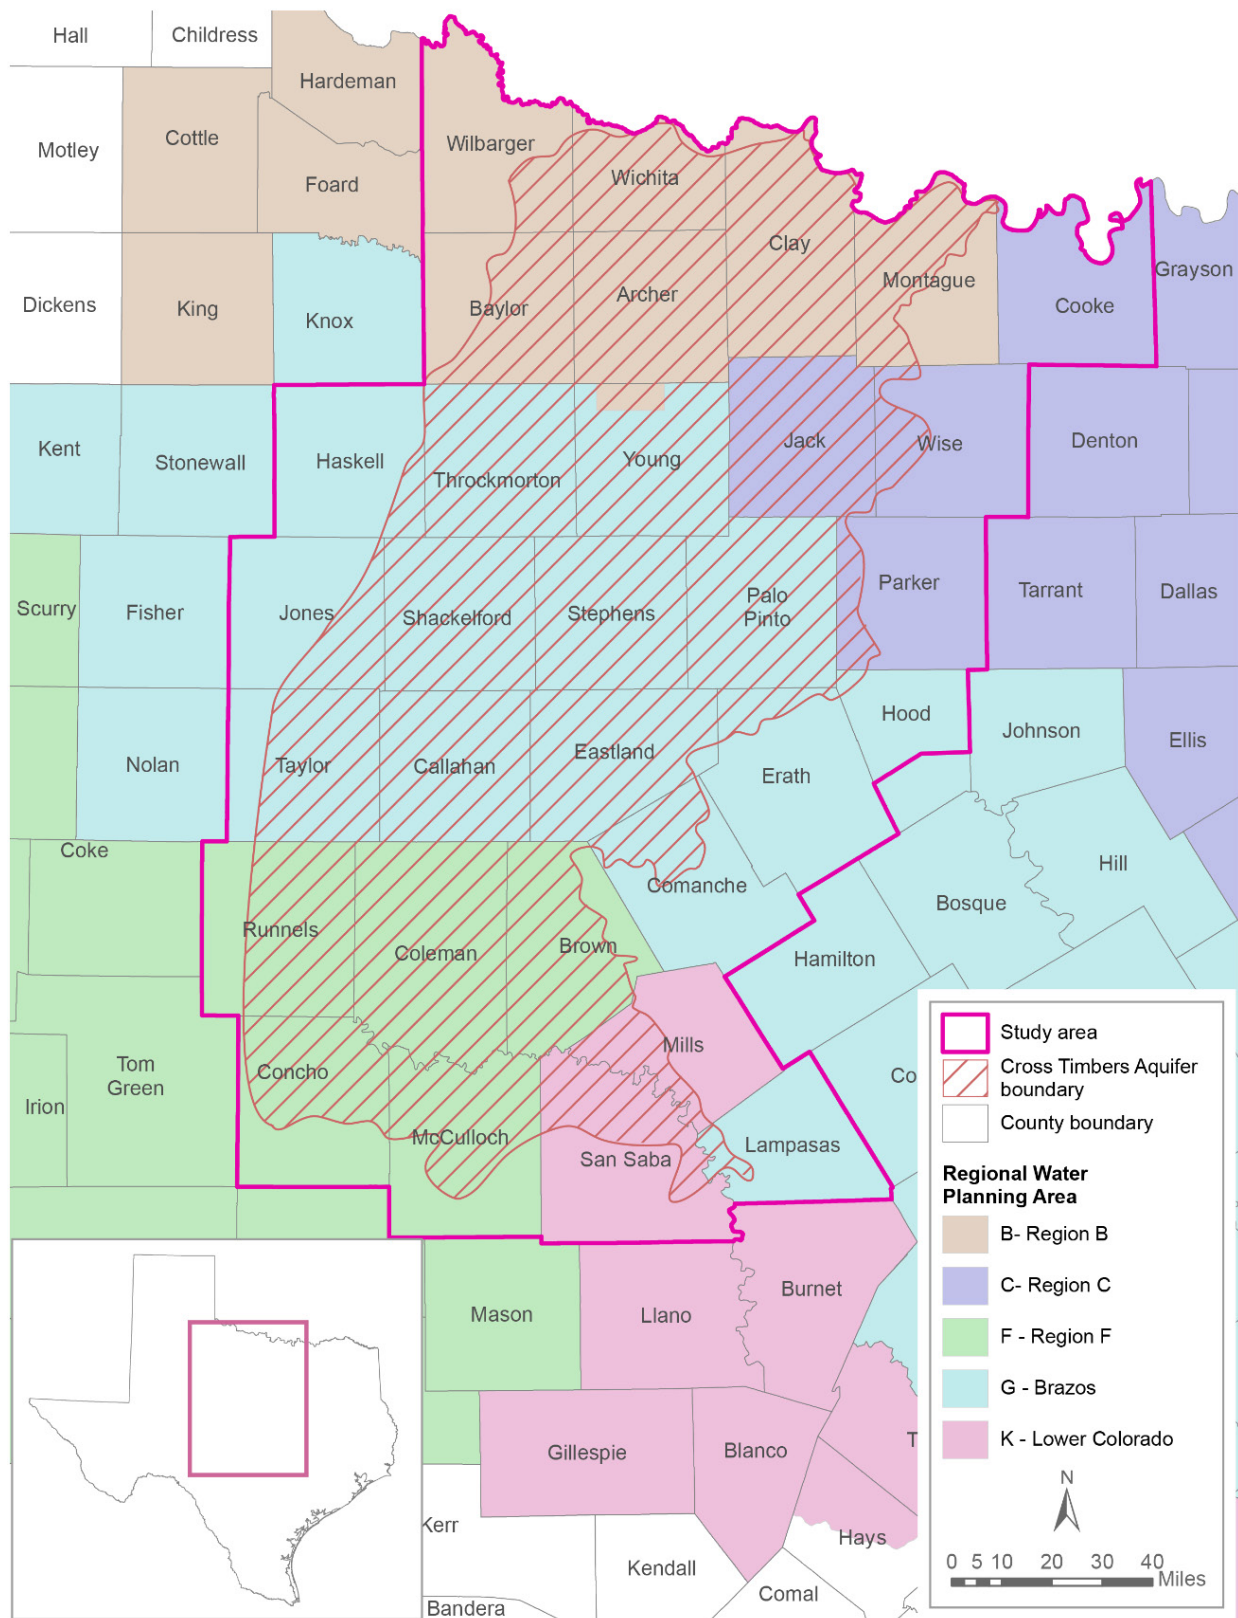 Hall
Childress
Hardeman
Motley
Cottle
Foard
Wilbarger
Wichita
Clay
Montague
Cooke
Grayson
Dickens
King
Knox
Baylor
Archer
Kent
Stonewall
Haskell
Throckmorton
Young
Jack
Wise
Denton
Scurry
Fisher
Jones
Shackelford
Stephens
Palo
Pinto
Parker
Tarrant
Dallas
Nolan
Taylor
Callahan
Eastland
Erath
Hood
Johnson
Ellis
Coke
Runnels
Coleman
Brown
Comanche
Hamilton
Bosque
Hill
Irion
Tom
Green
Concho
McCulloch
Mills
San Saba
Lampasas
Co
Mason
Llano
Burnet
Gillespie
Blanco
T
Hays
Kerr
Kendall
Comal
Bandera
Study area
Cross Timbers Aquifer
boundary
County boundary
Regional Water
Planning Area
B- Region B
C- Region C
F - Region F
G - Brazos
K - Lower Colorado
N
0 5 10 20 30 40
Miles